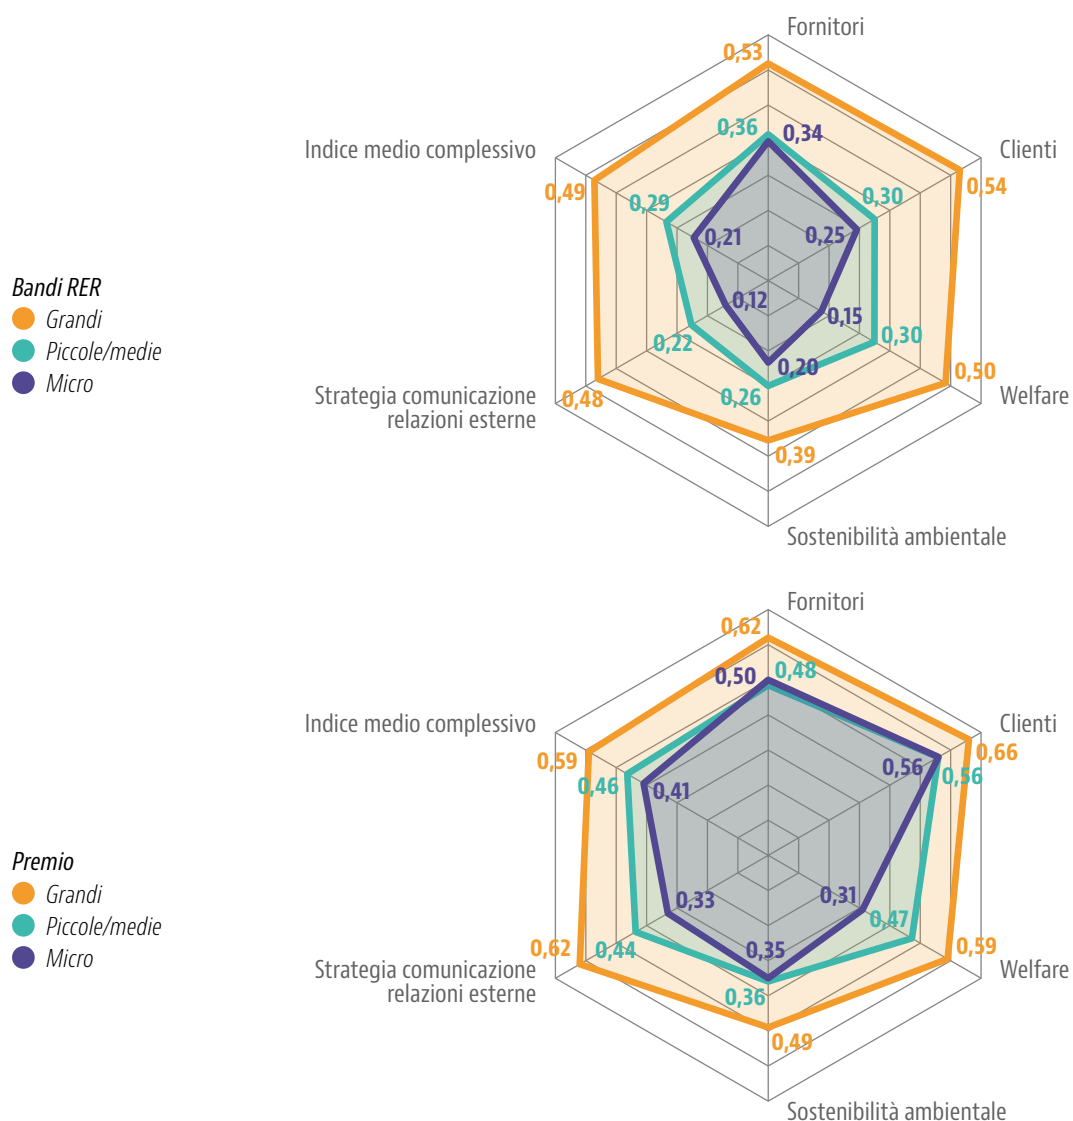 Fornitori
0,53
0,36
0,34
Indice medio complessivo
Clienti
0,49
0,29
0,30
0,54
0,21
0,25
Bandi RER
Grandi
Piccole/medie
Micro
0,12
0,15
0,22
0,30
0,20
0,50
Strategia comunicazione
relazioni esterne
0,48
0,26
Welfare
0,39
Sostenibilità ambientale
Fornitori
0,62
0,50
0,48
Indice medio complessivo
Clienti
0,59
0,46
0,41
0,56
0,56
0,66
Premio
Grandi
Piccole/medie
Micro
0,33
0,31
0,47
0,62
0,44
0,35
0,59
Strategia comunicazione
relazioni esterne
0,36
Welfare
0,49
Sostenibilità ambientale